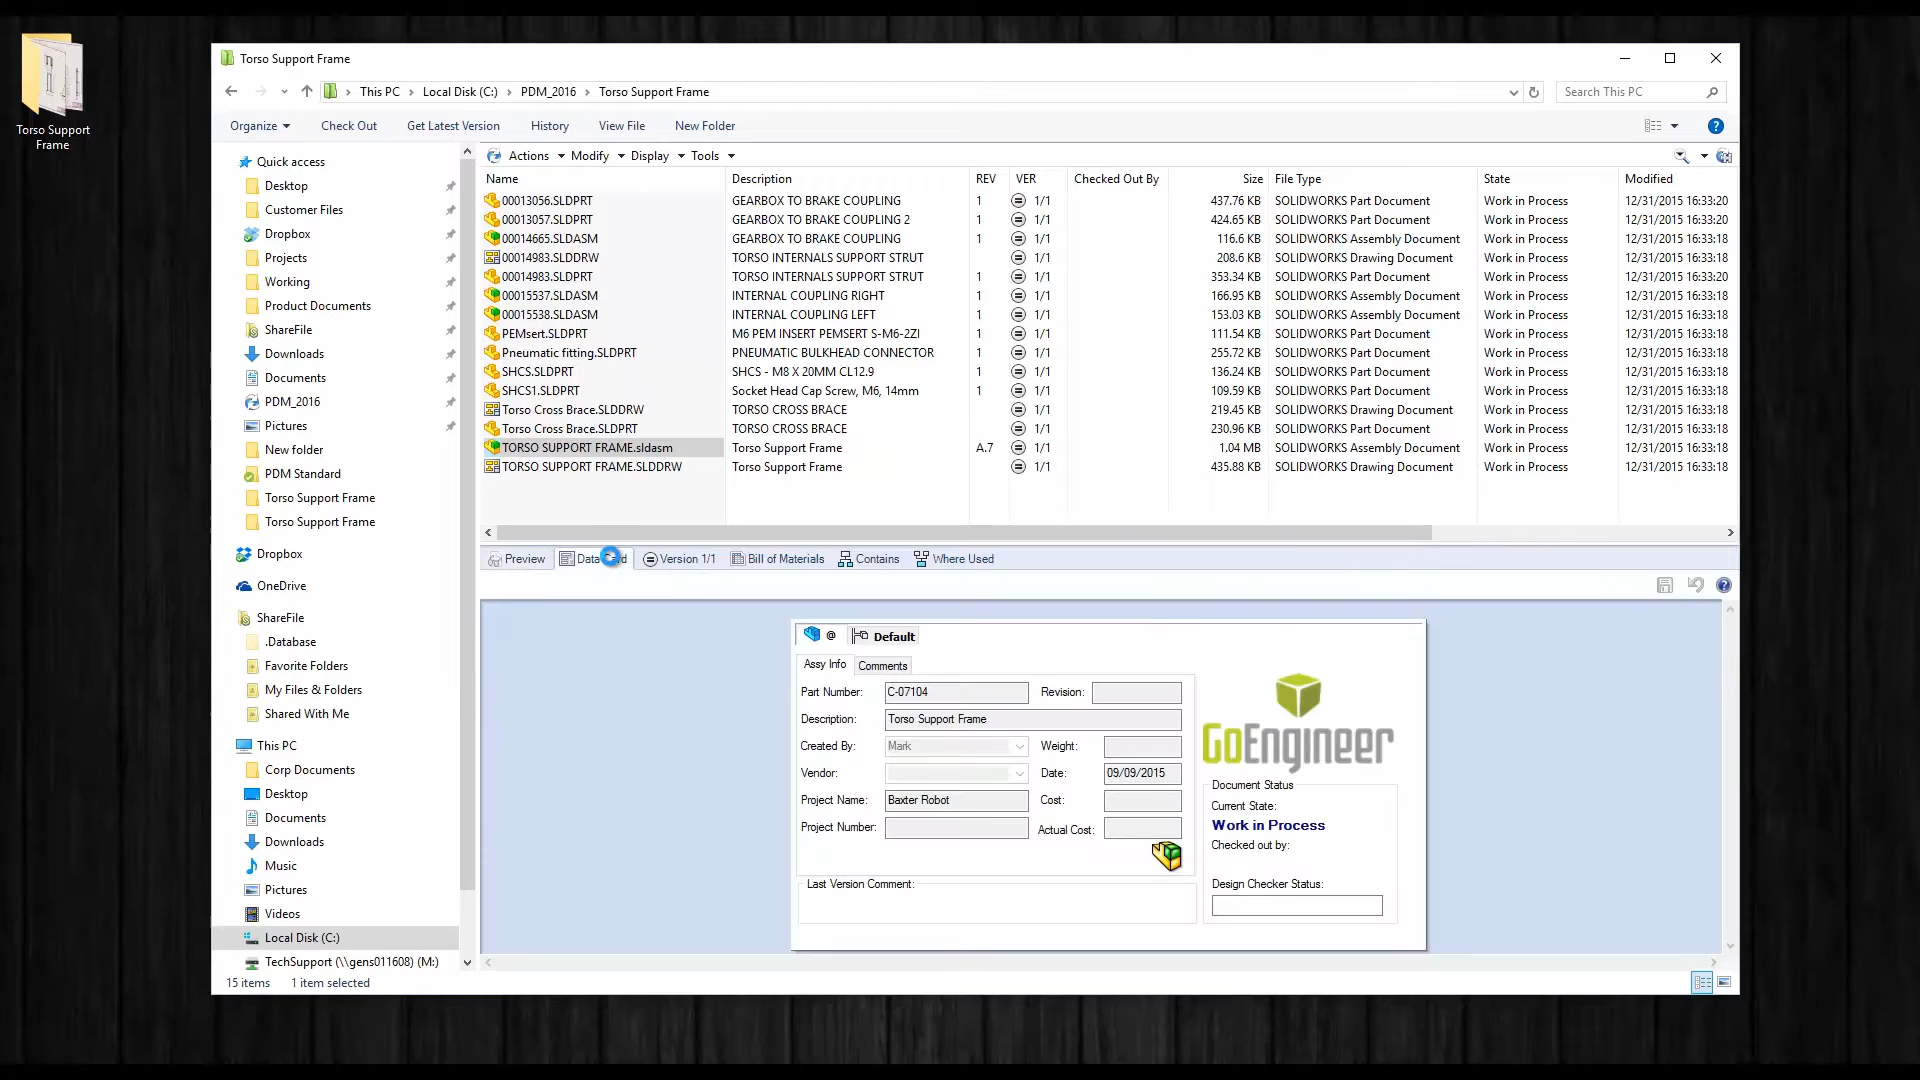 Torso Support
Frame
Torso Support Frame
This PC Local Disk (C:) PDM_2016 Torso Support Frame
Search This PC
Organize Check Out Get Latest Version History View File New Folder
Quick access
Desktop
Customer Files
Dropbox
Projects
Working
Product Documents
ShareFile
Downloads
Documents
PDM_2016
Pictures
New folder
PDM Standard
Torso Support Frame
Torso Support Frame
Dropbox
OneDrive
ShareFile
.Database
Favorite Folders
My Files & Folders
Shared With Me
This PC
Corp Documents
Desktop
Documents
Downloads
Music
Pictures
Videos
Local Disk (C:)
TechSupport (\\gens011608) (M:)
15 items 1 item selected
Actions Modify Display Tools
Name Description REV VER Checked Out By Size File Type State Modified
00013056.SLDPRT GEARBOX TO BRAKE COUPLING 1 1/1 437.76 KB SOLIDWORKS Part Document Work in Process 12/31/2015 16:33:20
00013057.SLDPRT GEARBOX TO BRAKE COUPLING 2 1 1/1 424.65 KB SOLIDWORKS Part Document Work in Process 12/31/2015 16:33:20
00014665.SLDASM GEARBOX TO BRAKE COUPLING 1 1/1 116.6 KB SOLIDWORKS Assembly Document Work in Process 12/31/2015 16:33:18
00014983.SLDDRW TORSO INTERNALS SUPPORT STRUT 1/1 208.6 KB SOLIDWORKS Drawing Document Work in Process 12/31/2015 16:33:18
00014983.SLDPRT TORSO INTERNALS SUPPORT STRUT 1 1/1 353.34 KB SOLIDWORKS Part Document Work in Process 12/31/2015 16:33:20
00015537.SLDASM INTERNAL COUPLING RIGHT 1 1/1 166.95 KB SOLIDWORKS Assembly Document Work in Process 12/31/2015 16:33:18
00015538.SLDASM INTERNAL COUPLING LEFT 1 1/1 153.03 KB SOLIDWORKS Assembly Document Work in Process 12/31/2015 16:33:18
PEMsert.SLDPRT M6 PEM INSERT PEMSERT S-M6-2ZI 1 1/1 111.54 KB SOLIDWORKS Part Document Work in Process 12/31/2015 16:33:18
Pneumatic fitting.SLDPRT PNEUMATIC BULKHEAD CONNECTOR 1 1/1 255.72 KB SOLIDWORKS Part Document Work in Process 12/31/2015 16:33:18
SHCS.SLDPRT SHCS - M8 X 20MM CL12.9 1 1/1 136.24 KB SOLIDWORKS Part Document Work in Process 12/31/2015 16:33:18
SHCS1.SLDPRT Socket Head Cap Screw, M6, 14mm 1 1/1 109.59 KB SOLIDWORKS Part Document Work in Process 12/31/2015 16:33:18
Torso Cross Brace.SLDDRW TORSO CROSS BRACE 1/1 219.45 KB SOLIDWORKS Drawing Document Work in Process 12/31/2015 16:33:18
Torso Cross Brace.SLDPRT TORSO CROSS BRACE 1/1 230.96 KB SOLIDWORKS Part Document Work in Process 12/31/2015 16:33:18
TORSO SUPPORT FRAME.sldasm Torso Support Frame A.7 1/1 1.04 MB SOLIDWORKS Assembly Document Work in Process 12/31/2015 16:33:18
TORSO SUPPORT FRAME.SLDDRW Torso Support Frame 1/1 435.88 KB SOLIDWORKS Drawing Document Work in Process 12/31/2015 16:33:18
Preview Data Version 1/1 Bill of Materials Contains Where Used
@ Default
Assy Info Comments
Part Number: C-07104 Revision:
Description: Torso Support Frame
Created By: Mark Weight:
Vendor: Date: 09/09/2015
Project Name: Baxter Robot Cost:
Project Number: Actual Cost:
Last Version Comment:
GoEngineer
Document Status
Current State:
Work in Process
Checked out by:
Design Checker Status: